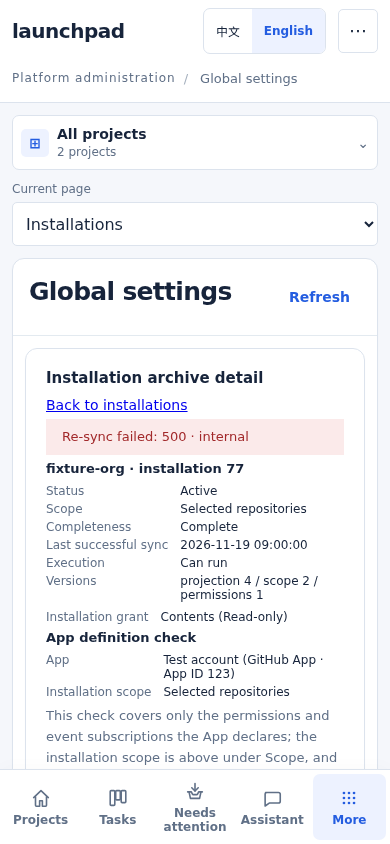 launchpad
中文 English ···
Platform administration / Global settings
All projects
2 projects
Current page
Installations
Global settings
Refresh
Installation archive detail
Back to installations
Re-sync failed: 500 · internal
fixture-org · installation 77
Status Active
Scope Selected repositories
Completeness Complete
Last successful sync 2026-11-19 09:00:00
Execution Can run
Versions projection 4 / scope 2 /
permissions 1
Installation grant Contents (Read-only)
App definition check
App Test account (GitHub App ·
App ID 123)
Installation scope Selected repositories
This check covers only the permissions and
event subscriptions the App declares; the
installation scope is above under Scope, and
Projects Tasks Needs attention Assistant More